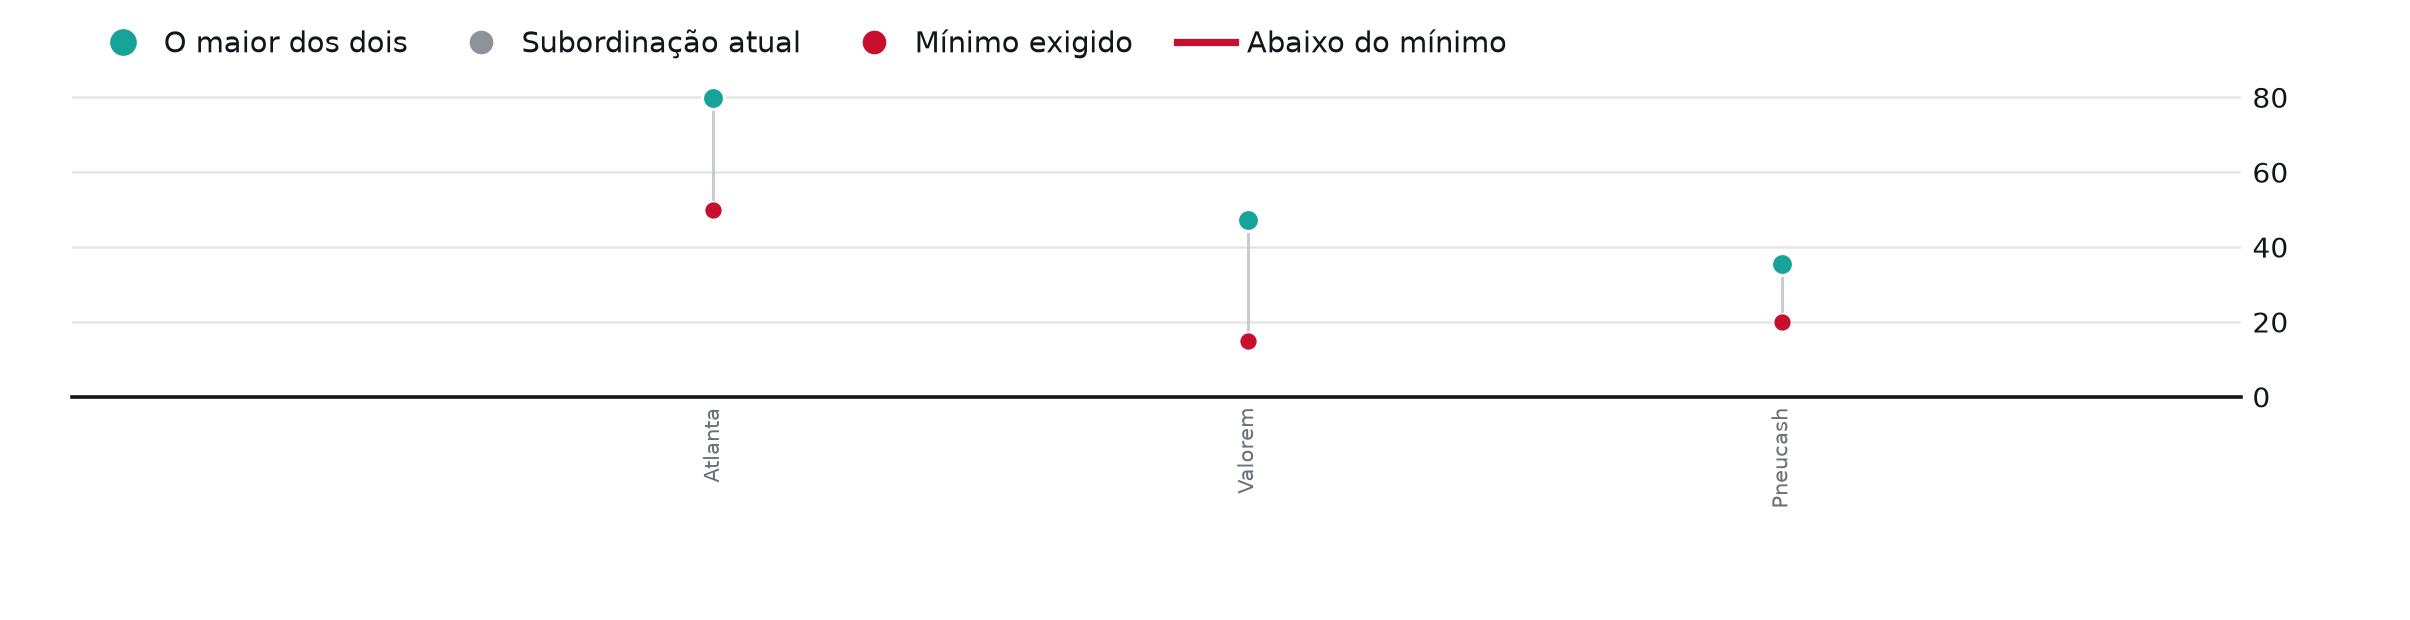 O maior dos dois Subordinação atual Mínimo exigido Abaixo do mínimo
80
60
40
20
0
Atlanta
Valorem
Pneucash